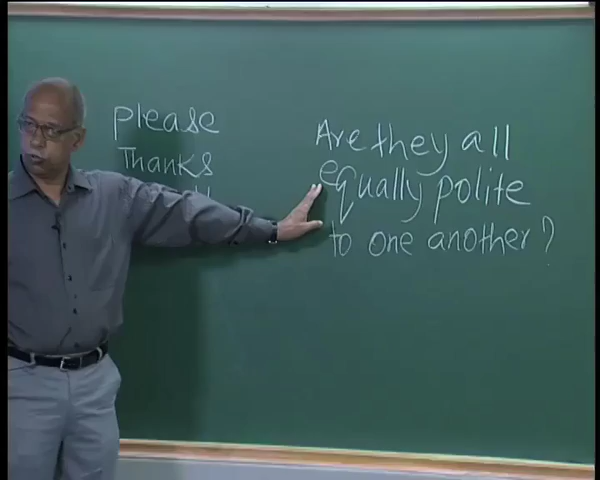 please
Thanks
Are they all
equally polite
to one another?